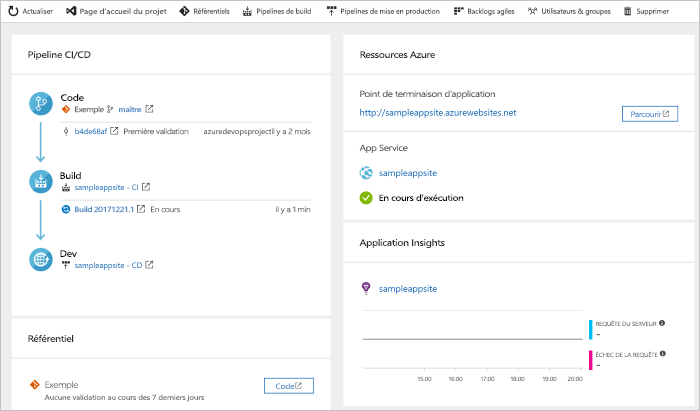 Actualiser Page d'accueil du projet Référentiels Pipelines de build Pipelines de mise en production Backlogs agiles Utilisateurs & groupes Supprimer
Pipeline CI/CD
Code
Exemple maître
b4de68af Première validation azuredevopsprojectil y a 2 mois
Build
sampleappsite - CI
Build 20171221.1 En cours il y a 1 min
Dev
sampleappsite - CD
Référentiel
Exemple
Aucune validation au cours des 7 derniers jours
Code
Ressources Azure
Point de terminaison d'application
http://sampleappsite.azurewebsites.net
Parcourir
App Service
sampleappsite
En cours d'exécution
Application Insights
sampleappsite
REQUÊTE DU SERVEUR
--
ÉCHEC DE LA REQUÊTE
--
15:00 16:00 17:00 18:00 19:00 20:00